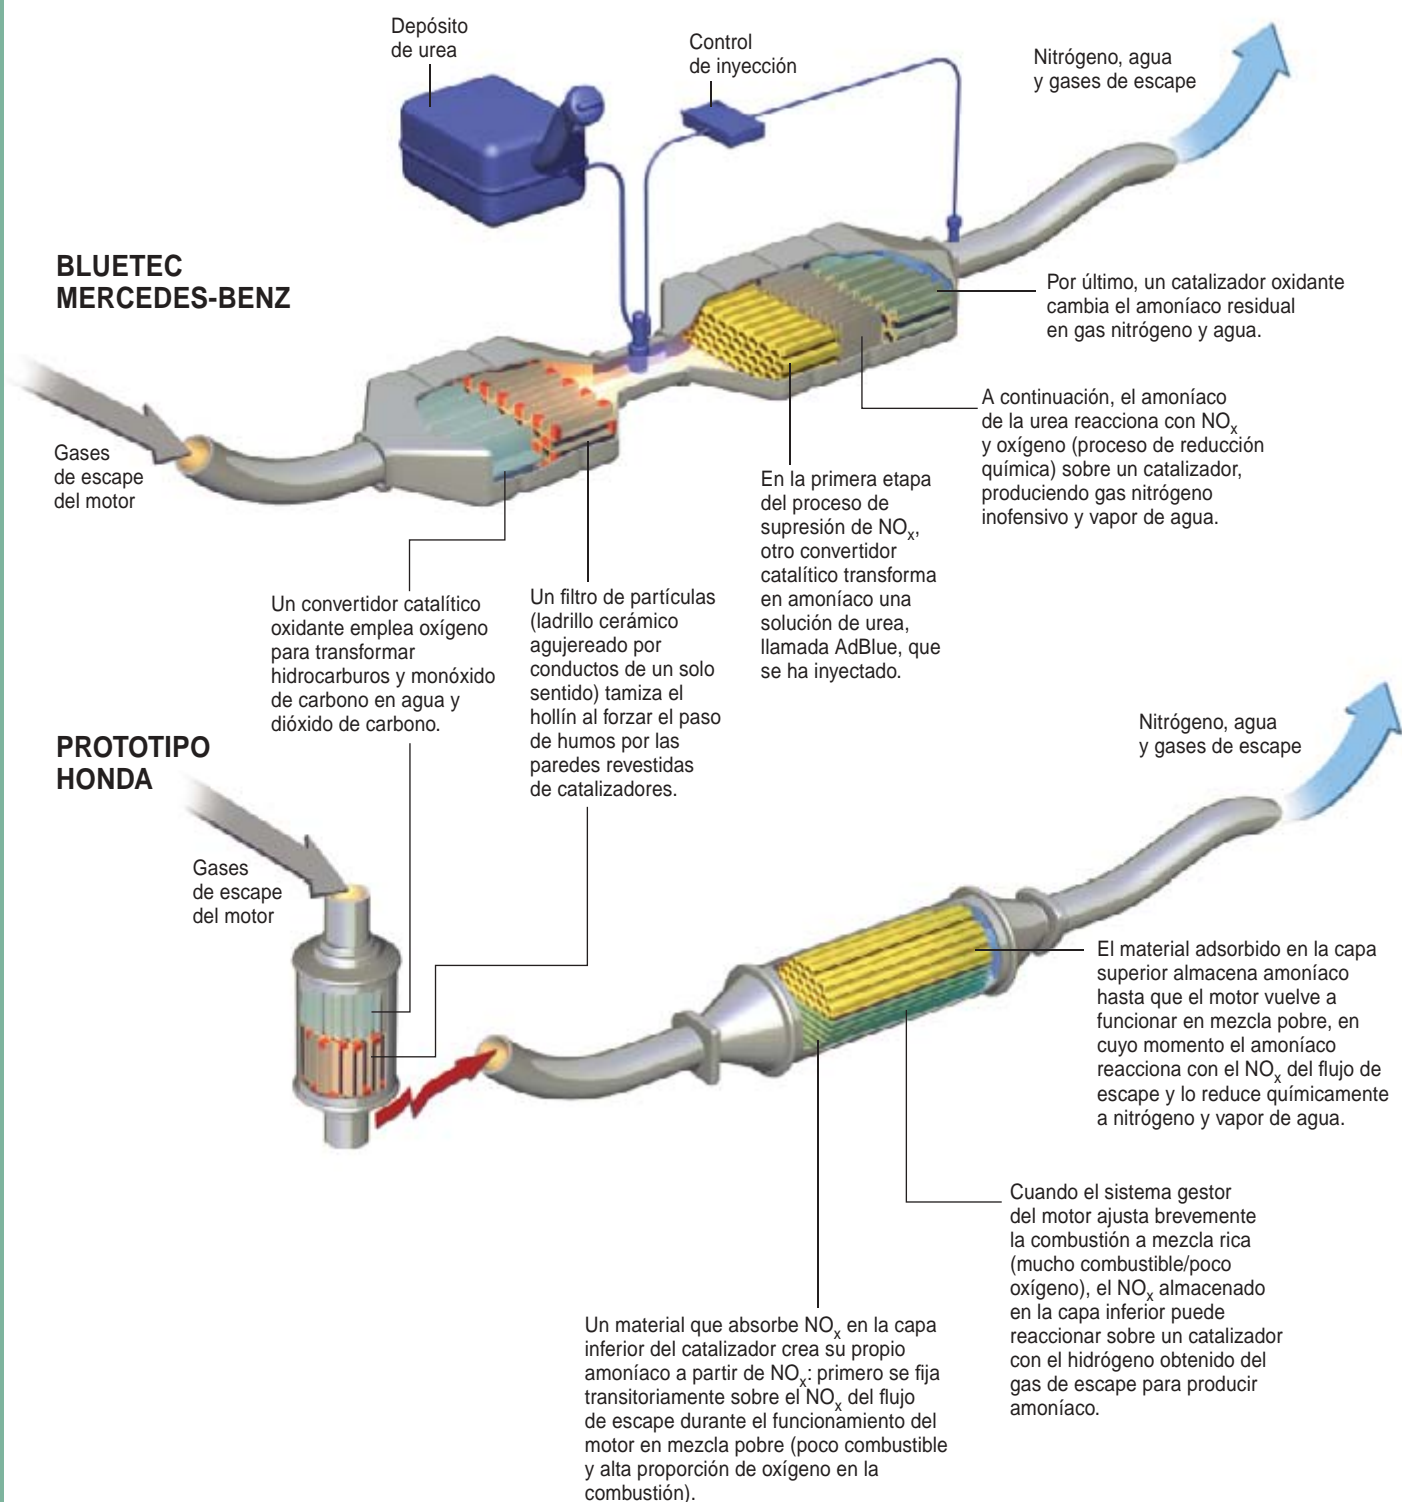 Depósito
de urea
Control
de inyección
Nitrógeno, agua
y gases de escape
BLUETEC
MERCEDES-BENZ
Por último, un catalizador oxidante
cambia el amoníaco residual
en gas nitrógeno y agua.
A continuación, el amoníaco
de la urea reacciona con NOx
y oxígeno (proceso de reducción
química) sobre un catalizador,
produciendo gas nitrógeno
inofensivo y vapor de agua.
Gases
de escape
del motor
En la primera etapa
del proceso de
supresión de NOx,
otro convertidor
catalítico transforma
en amoníaco una
solución de urea,
llamada AdBlue, que
se ha inyectado.
Un convertidor catalítico
oxidante emplea oxígeno
para transformar
hidrocarburos y monóxido
de carbono en agua y
dióxido de carbono.
Un filtro de partículas
(ladrillo cerámico
agujereado por
conductos de un solo
sentido) tamiza el
hollín al forzar el paso
de humos por las
paredes revestidas
de catalizadores.
PROTOTIPO
HONDA
Nitrógeno, agua
y gases de escape
Gases
de escape
del motor
El material adsorbido en la capa
superior almacena amoníaco
hasta que el motor vuelve a
funcionar en mezcla pobre, en
cuyo momento el amoníaco
reacciona con el NOx del flujo de
escape y lo reduce químicamente
a nitrógeno y vapor de agua.
Cuando el sistema gestor
del motor ajusta brevemente
la combustión a mezcla rica
(mucho combustible/poco
oxígeno), el NOx almacenado
en la capa inferior puede
reaccionar sobre un catalizador
con el hidrógeno obtenido del
gas de escape para producir
amoníaco.
Un material que absorbe NOx en la capa
inferior del catalizador crea su propio
amoníaco a partir de NOx: primero se fija
transitoriamente sobre el NOx del flujo
de escape durante el funcionamiento del
motor en mezcla pobre (poco combustible
y alta proporción de oxígeno en la
combustión).